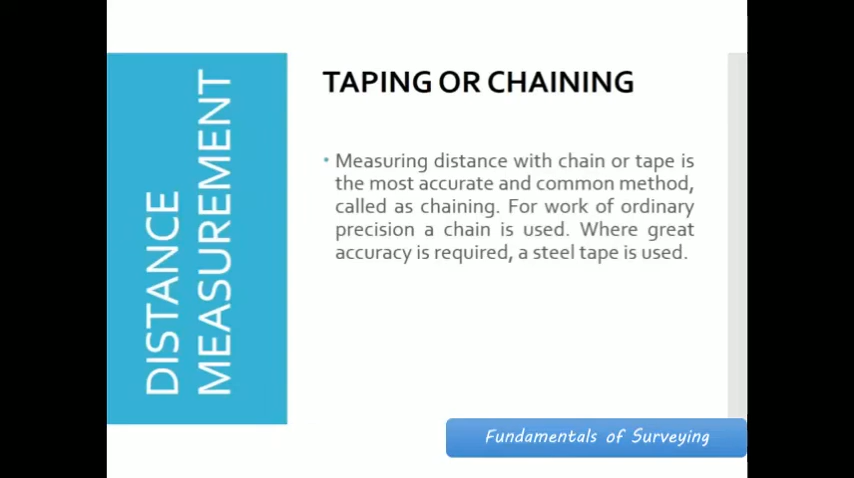 DISTANCE
MEASUREMENT
TAPING OR CHAINING
• Measuring distance with chain or tape is
the most accurate and common method,
called as chaining. For work of ordinary
precision a chain is used. Where great
accuracy is required, a steel tape is used.
Fundamentals of Surveying